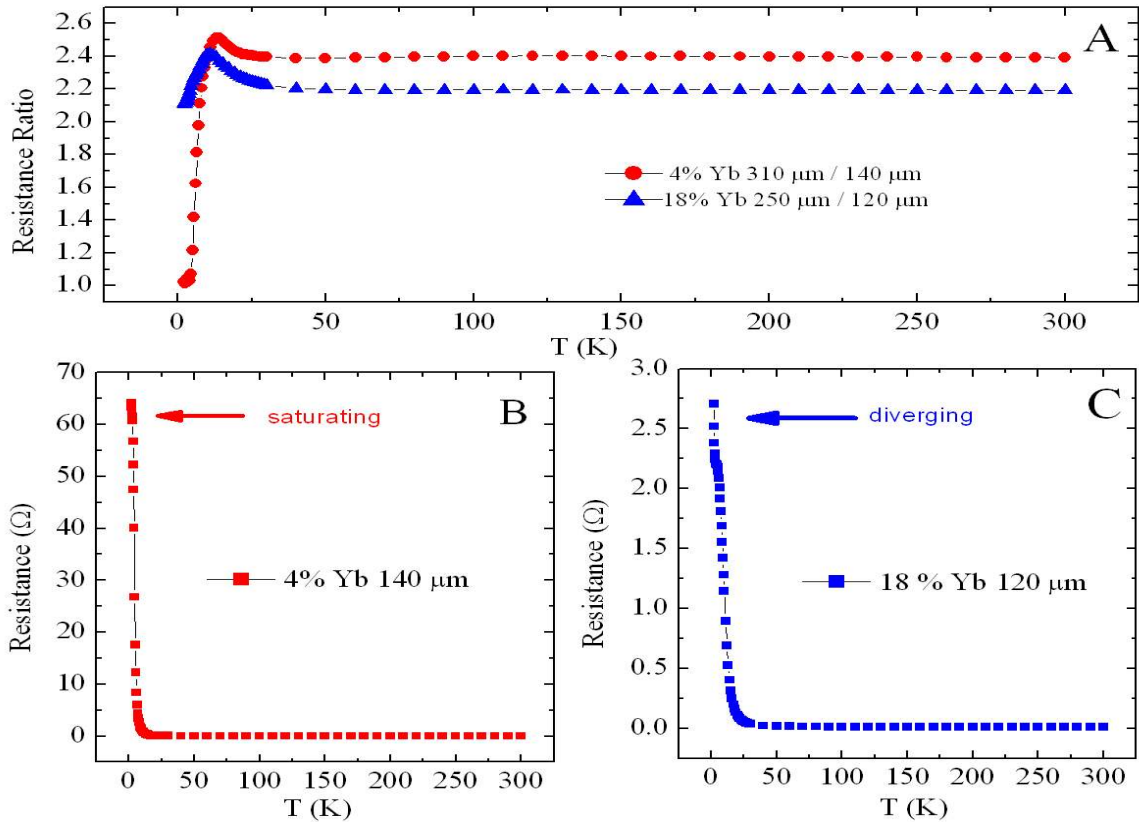 A
Resistance Ratio
2.6
2.4
2.2
2.0
1.8
1.6
1.4
1.2
1.0
4% Yb 310 μm / 140 μm
18% Yb 250 μm / 120 μm
0 50 100 150 200 250 300
T (K)
B
Resistance (Ω)
70
60
50
40
30
20
10
0
saturating
4% Yb 140 μm
0 50 100 150 200 250 300
T (K)
C
Resistance (Ω)
3.0
2.5
2.0
1.5
1.0
0.5
0.0
diverging
18 % Yb 120 μm
0 50 100 150 200 250 300
T (K)